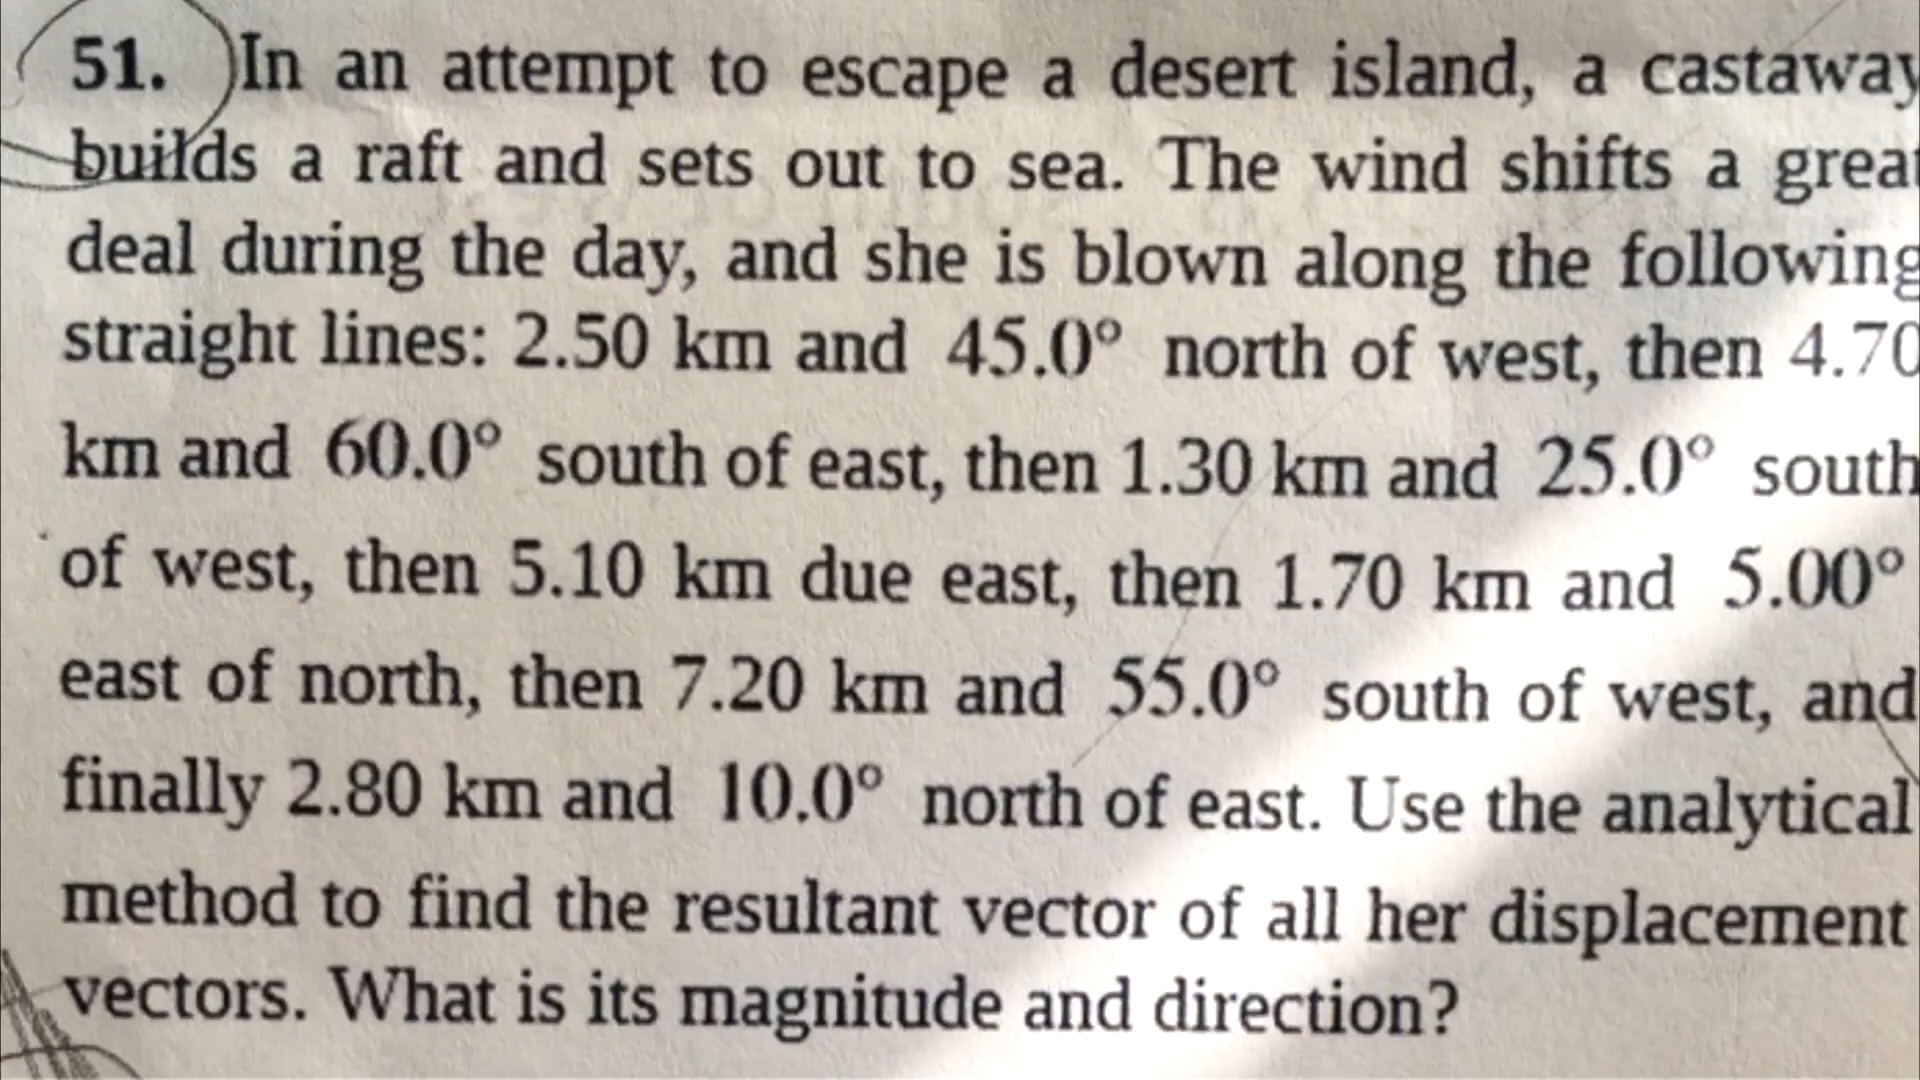 51. In an attempt to escape a desert island, a castaway
builds a raft and sets out to sea. The wind shifts a great
deal during the day, and she is blown along the following
straight lines: 2.50 km and 45.0° north of west, then 4.70
km and 60.0° south of east, then 1.30 km and 25.0° south
of west, then 5.10 km due east, then 1.70 km and 5.00°
east of north, then 7.20 km and 55.0° south of west, and
finally 2.80 km and 10.0° north of east. Use the analytical
method to find the resultant vector of all her displacement
vectors. What is its magnitude and direction?